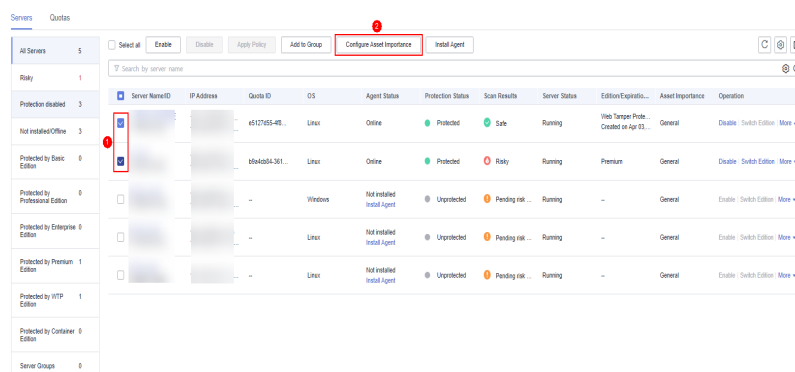 Servers Quotas
2
All Servers 5
Select all Enable Disable Apply Policy Add to Group Configure Asset Importance Install Agent
Search by server name
Risky 1
Server Name/ID IP Address Quota ID OS Agent Status Protection Status Scan Results Server Status Edition/Expiratio... Asset Importance Operation
Protection disabled 3
Web Tamper Prote...
e5127d55-4f8... Linux Online Protected Safe Running General Disable Switch Edition More
Created on Apr 03,...
Not installed/Offline 3
1
Protected by Basic 0
Edition
b9a4cb84-361... Linux Online Protected Risky Running Premium General Disable Switch Edition More
Protected by 0
Professional Edition
Not installed
-- Windows Unprotected Pending risk ... Running -- General Enable Switch Edition More
Install Agent
Protected by Enterprise 0
Edition
Not installed
-- Linux Unprotected Pending risk ... Running -- General Enable Switch Edition More
Install Agent
Protected by Premium 1
Edition
Not installed
-- Linux Unprotected Pending risk ... Running -- General Enable Switch Edition More
Install Agent
Protected by WTP 1
Edition
Protected by Container 0
Edition
Server Groups 0